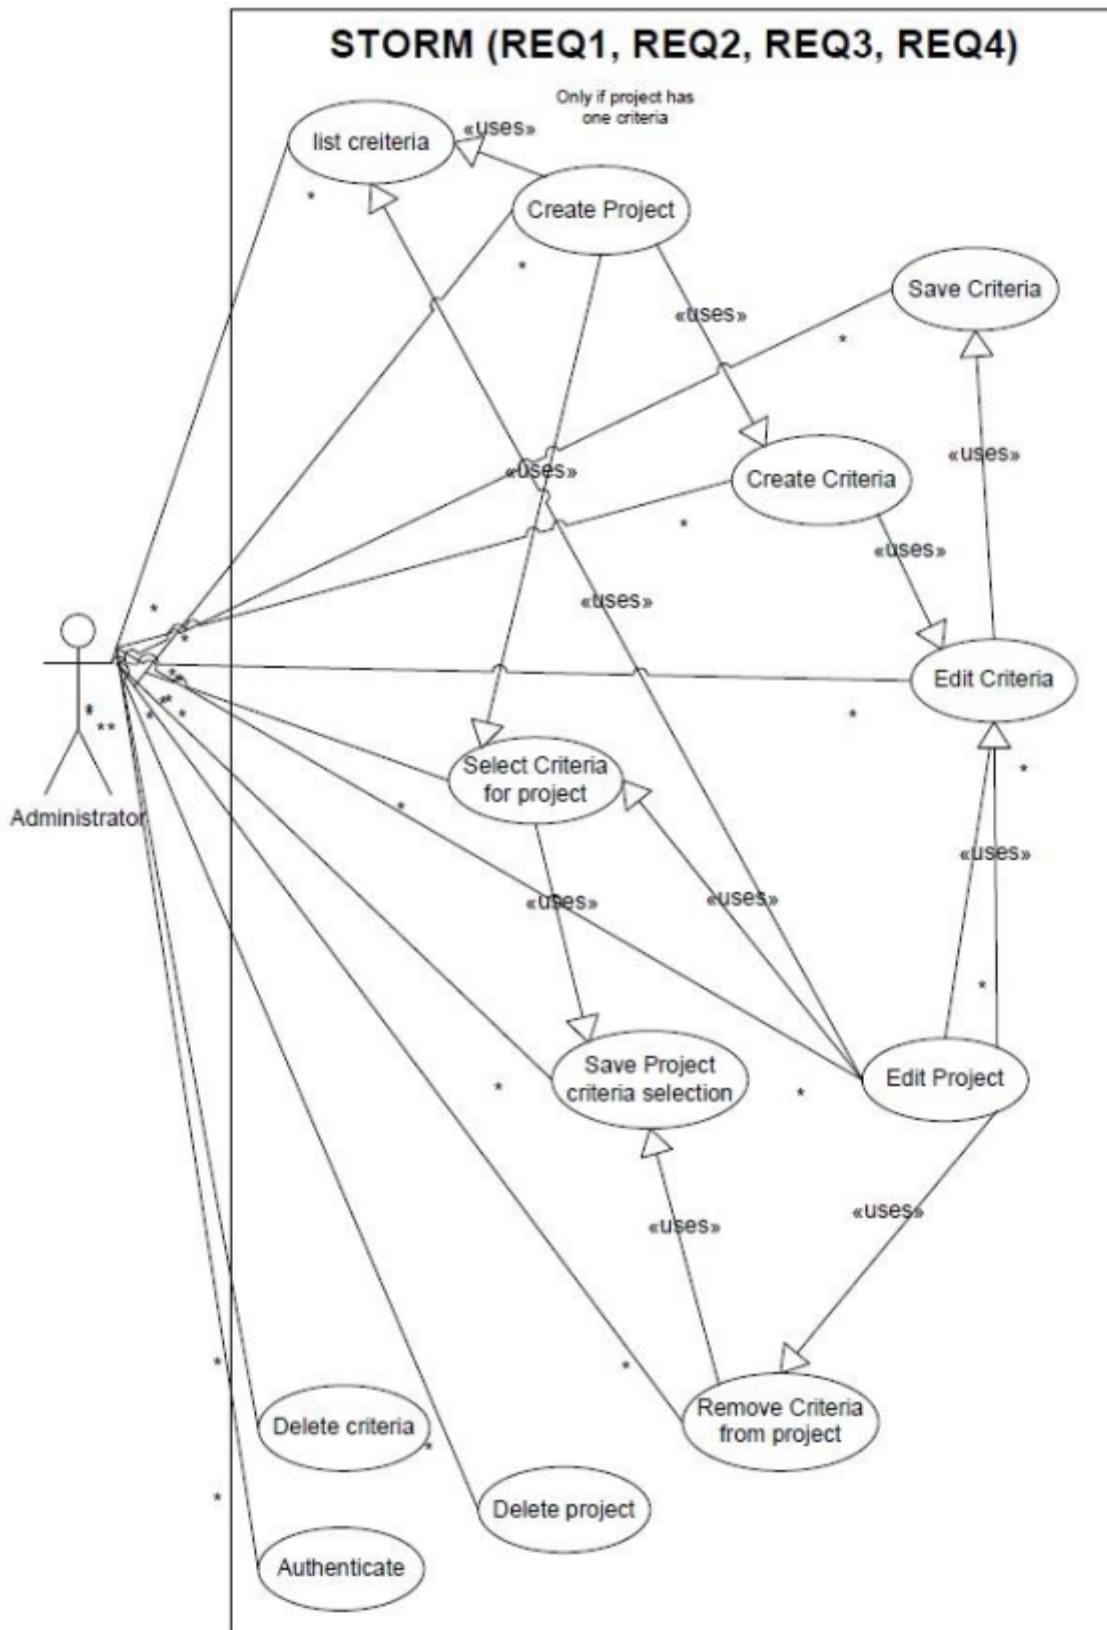 STORM (REQ1, REQ2, REQ3, REQ4)
Only if project has
one criteria
«uses»
list creiteria
*
Create Project
*
Save Criteria
«uses»
*
«uses»
«uses»
Create Criteria
*
«uses»
«uses»
*
*
Edit Criteria
**
**
*
*
*
*
**
*
*
Select Criteria
for project
*
Administrator
«uses»
«uses»
«uses»
*
Save Project
criteria selection
*
*
Edit Project
«uses»
«uses»
*
*
Remove Criteria
from project
Delete criteria
*
*
Delete project
Authenticate